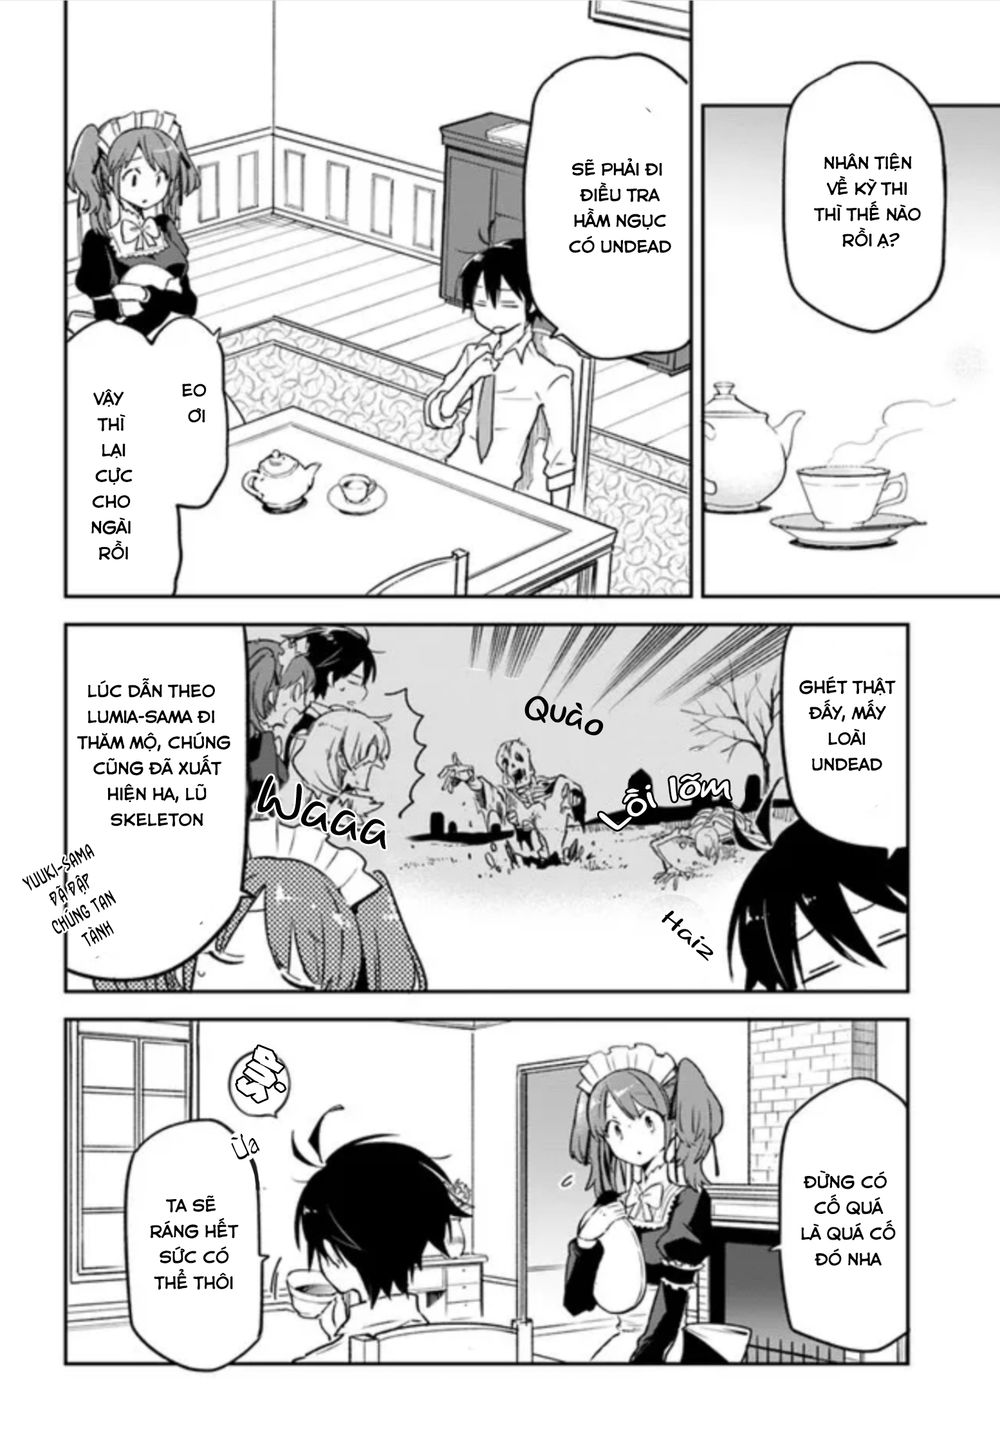 NHÂN TIỆN
VỀ KỲ THI
THÌ THẾ NÀO
RỒI Ạ?
SẼ PHẢI ĐI
ĐIỀU TRA
HẦM NGỤC
CÓ UNDEAD
EO
ƠI
VẬY
THÌ
LẠI
CỰC
CHO
NGÀI
RỒI
GHÉT THẬT
ĐẤY, MẤY
LOÀI
UNDEAD
Quào
Lồi lõm
Haiz
Waaa
LÚC DẪN THEO
LUMIA-SAMA ĐI
THĂM MỘ, CHÚNG
CŨNG ĐÃ XUẤT
HIỆN HA, LŨ
SKELETON
YUUKI-SAMA
ĐÃ ĐẬP
CHÚNG TAN
TÀNH
ĐỪNG CÓ
CỐ QUÁ
LÀ QUÁ CỐ
ĐÓ NHA
Ừa
TA SẼ
RÁNG HẾT
SỨC CÓ
THỂ THÔI